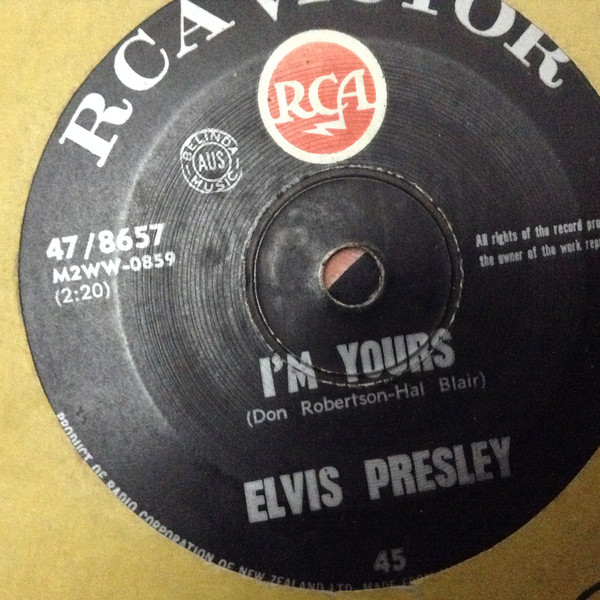 RCA VICTOR
RCA
BELINDA
AUS
MUSIC
47/8657
M2WW-0859
(2:20)
All rights of the record pro
the owner of the work rep
I'M YOURS
(Don Robertson-Hal Blair)
ELVIS PRESLEY
45
PRODUCT OF RADIO CORPORATION OF NEW ZEALAND LTD. MADE